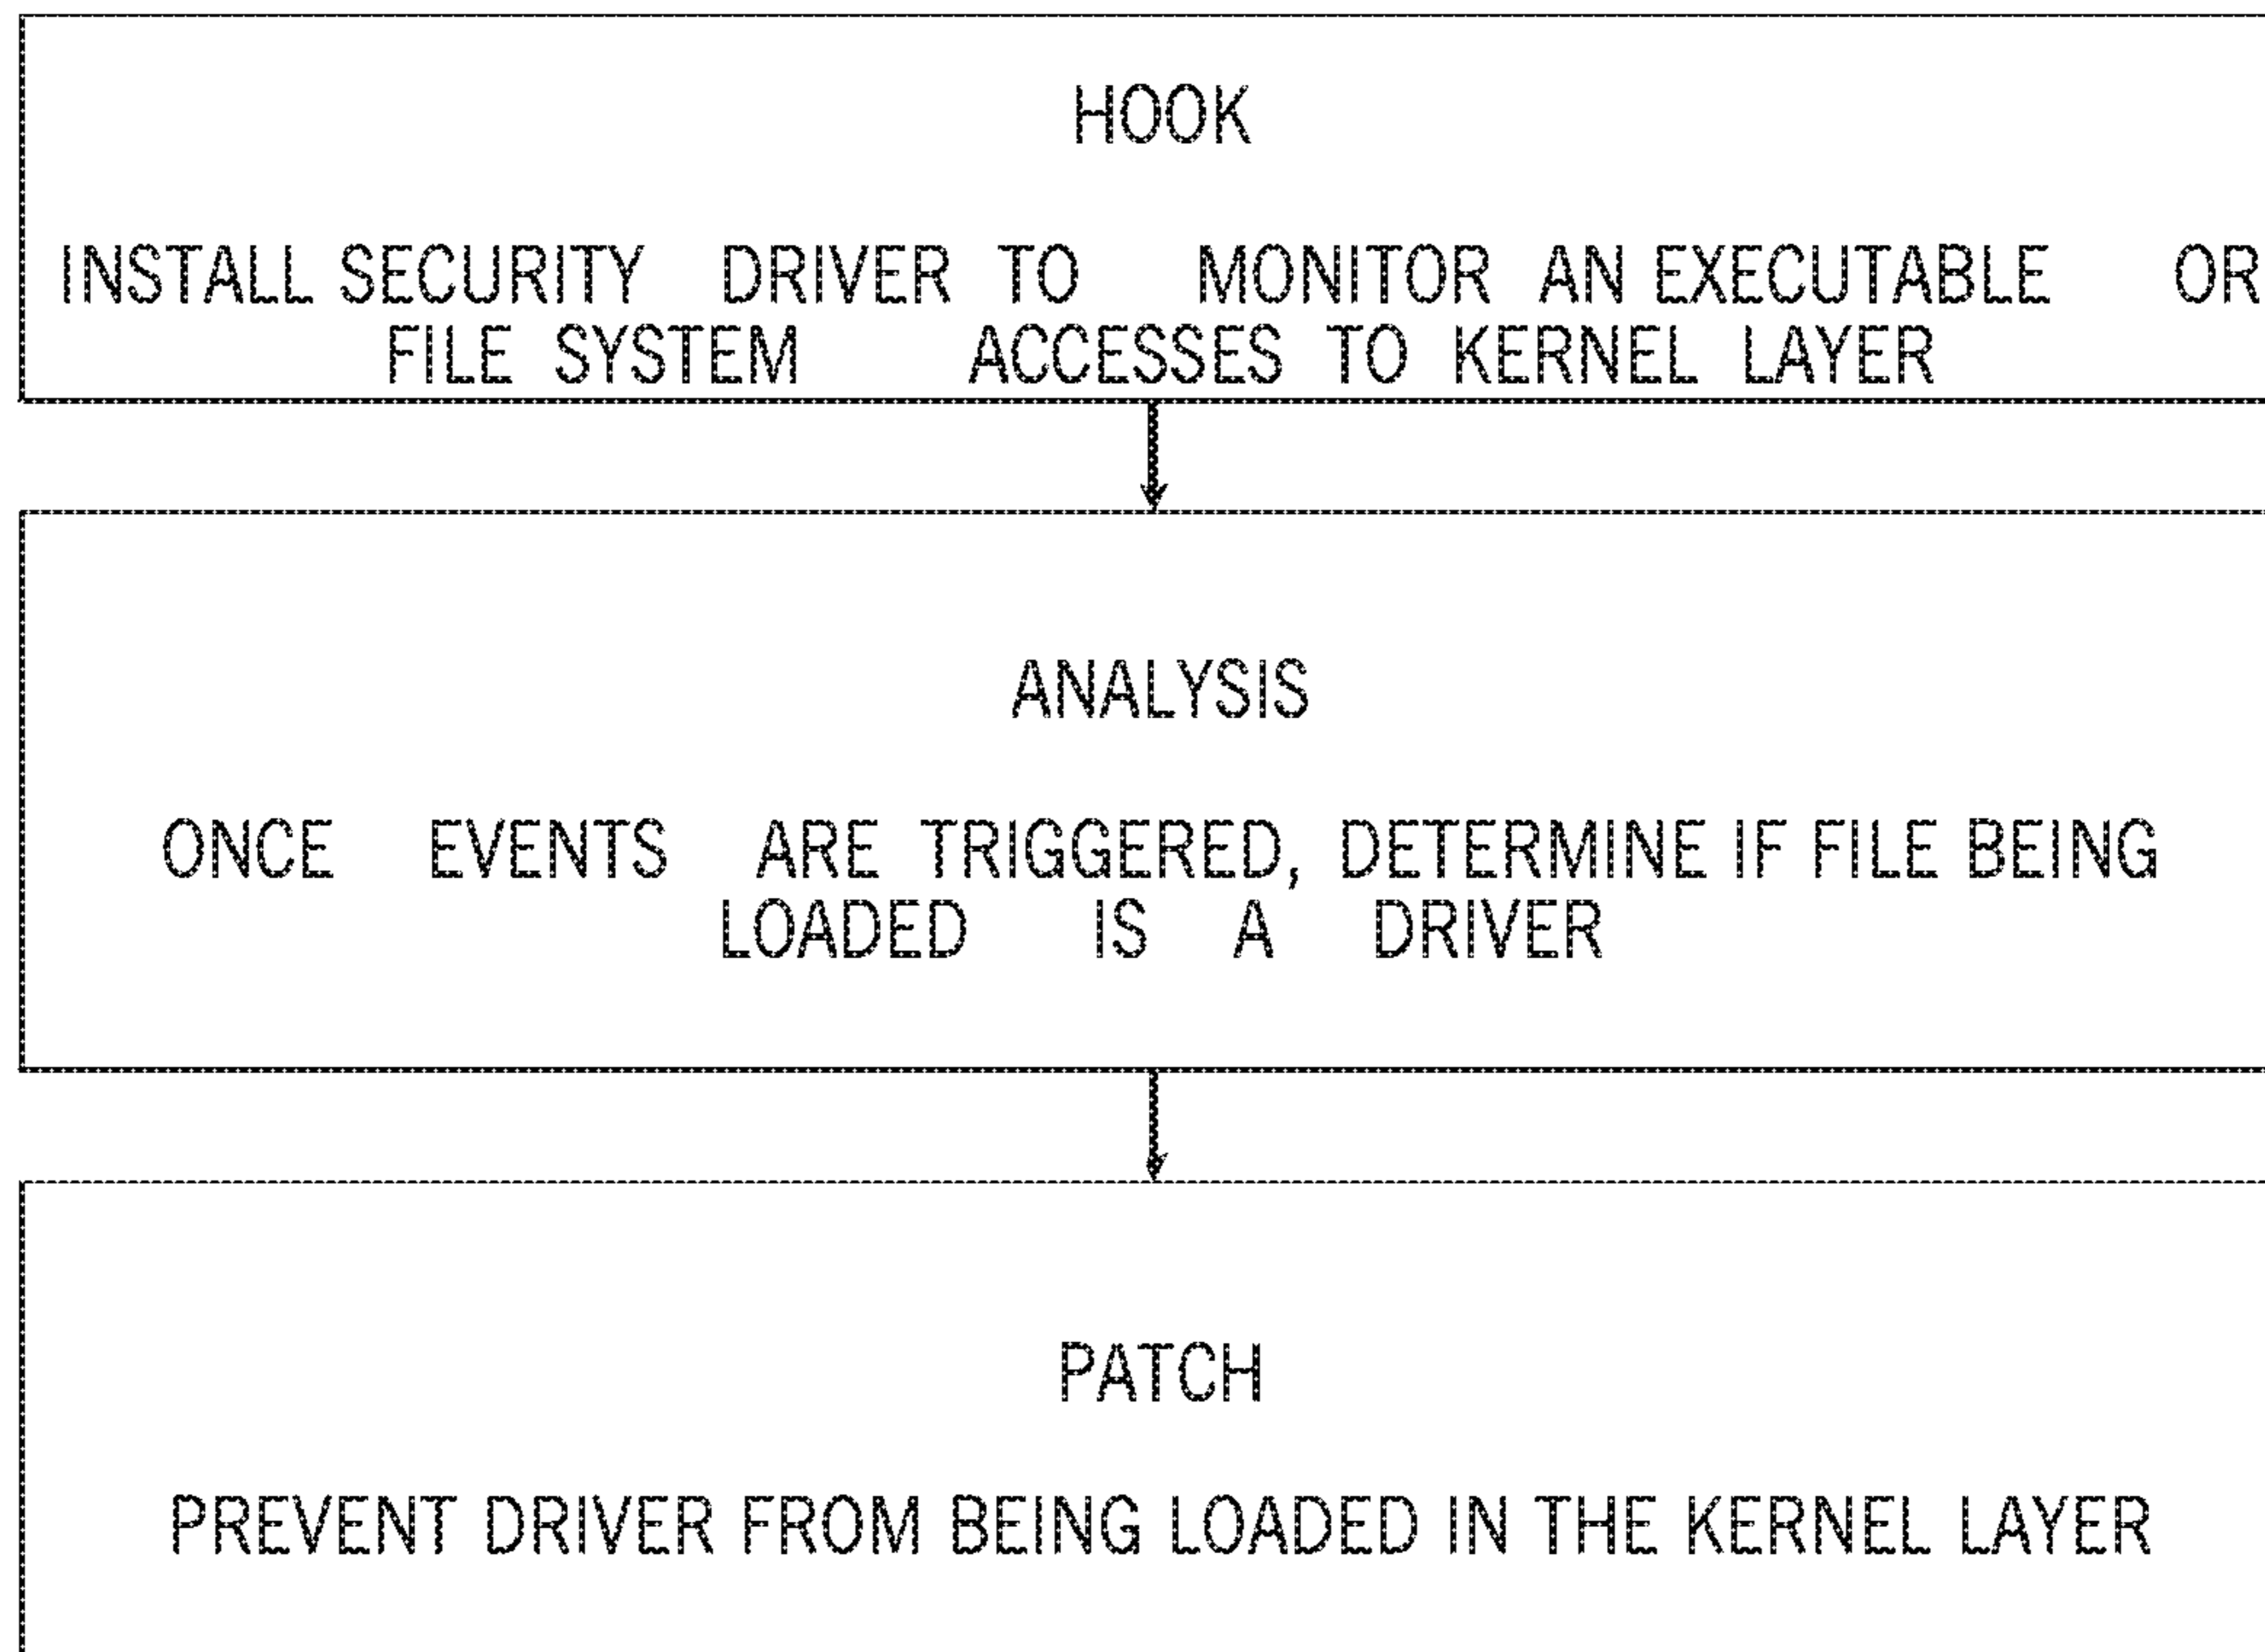 HOOK
INSTALL SECURITY DRIVER TO MONITOR AN EXECUTABLE OR
FILE SYSTEM ACCESSES TO KERNEL LAYER
ANALYSIS
ONCE EVENTS ARE TRIGGERED, DETERMINE IF FILE BEING
LOADED IS A DRIVER
PATCH
PREVENT DRIVER FROM BEING LOADED IN THE KERNEL LAYER